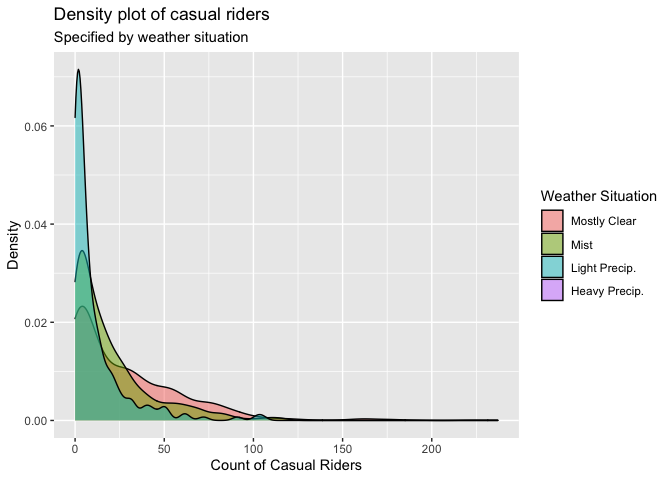 Density plot of casual riders
Specified by weather situation
0.06
0.04
0.02
0.00
Density
0 50 100 150 200
Count of Casual Riders
Weather Situation
Mostly Clear
Mist
Light Precip.
Heavy Precip.